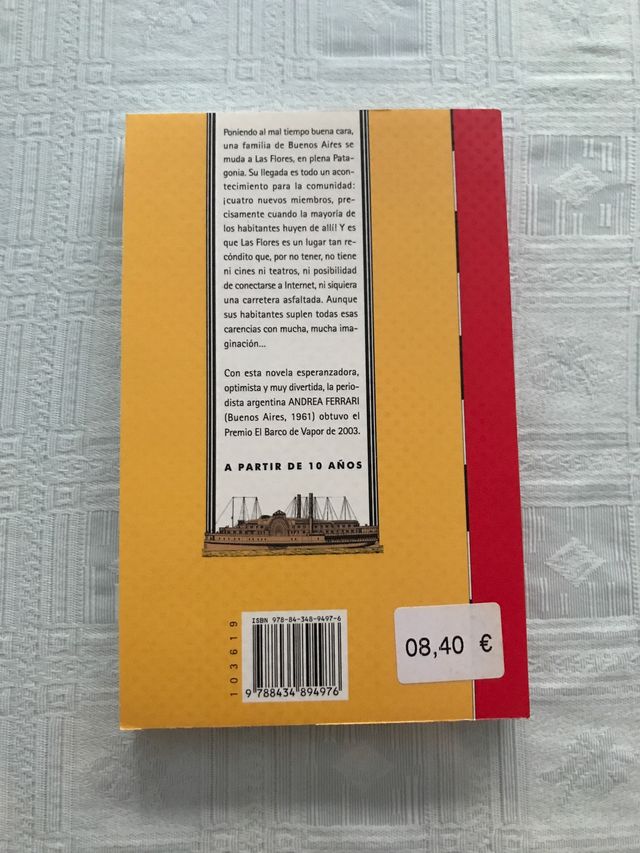 Poniendo al mal tiempo buena cara,
una familia de Buenos Aires se
muda a Las Flores, en plena Pata-
gonia. Su llegada es todo un acon-
tecimiento para la comunidad:
¡cuatro nuevos miembros, pre-
cisamente cuando la mayoría de
los habitantes huyen de allí! Y es
que Las Flores es un lugar tan re-
cóndito que, por no tener, no tiene
ni cines ni teatros, ni posibilidad
de conectarse a Internet, ni siquiera
una carretera asfaltada. Aunque
sus habitantes suplen todas esas
carencias con mucha, mucha ima-
ginación...
Con esta novela esperanzadora,
optimista y muy divertida, la perio-
dista argentina ANDREA FERRARI
(Buenos Aires, 1961) obtuvo el
Premio El Barco de Vapor de 2003.
A PARTIR DE 10 AÑOS
103619
ISBN 978-84-348-9497-6
9 788434 894976
08,40 €